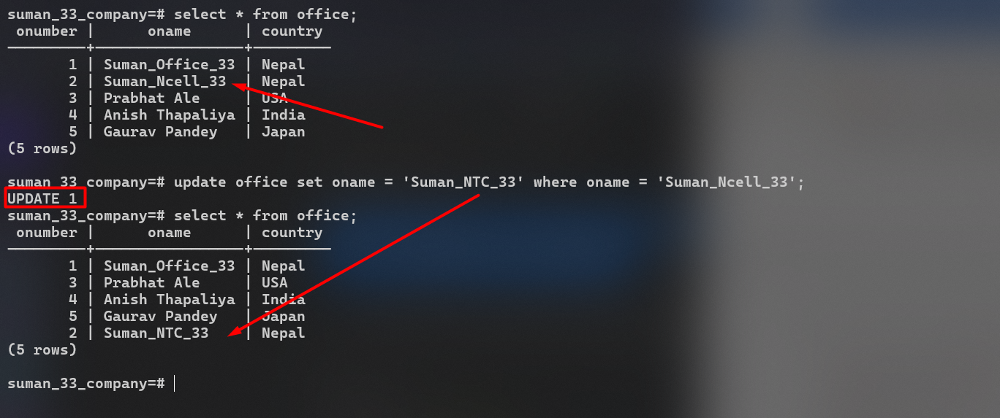 suman_33_company=# select * from office;
 onumber |      oname      | country
---------+-----------------+---------
       1 | Suman_Office_33 | Nepal
       2 | Suman_Ncell_33  | Nepal
       3 | Prabhat Ale     | USA
       4 | Anish Thapaliya | India
       5 | Gaurav Pandey   | Japan
(5 rows)

suman_33_company=# update office set oname = 'Suman_NTC_33' where oname = 'Suman_Ncell_33';
UPDATE 1
suman_33_company=# select * from office;
 onumber |      oname      | country
---------+-----------------+---------
       1 | Suman_Office_33 | Nepal
       3 | Prabhat Ale     | USA
       4 | Anish Thapaliya | India
       5 | Gaurav Pandey   | Japan
       2 | Suman_NTC_33    | Nepal
(5 rows)

suman_33_company=#